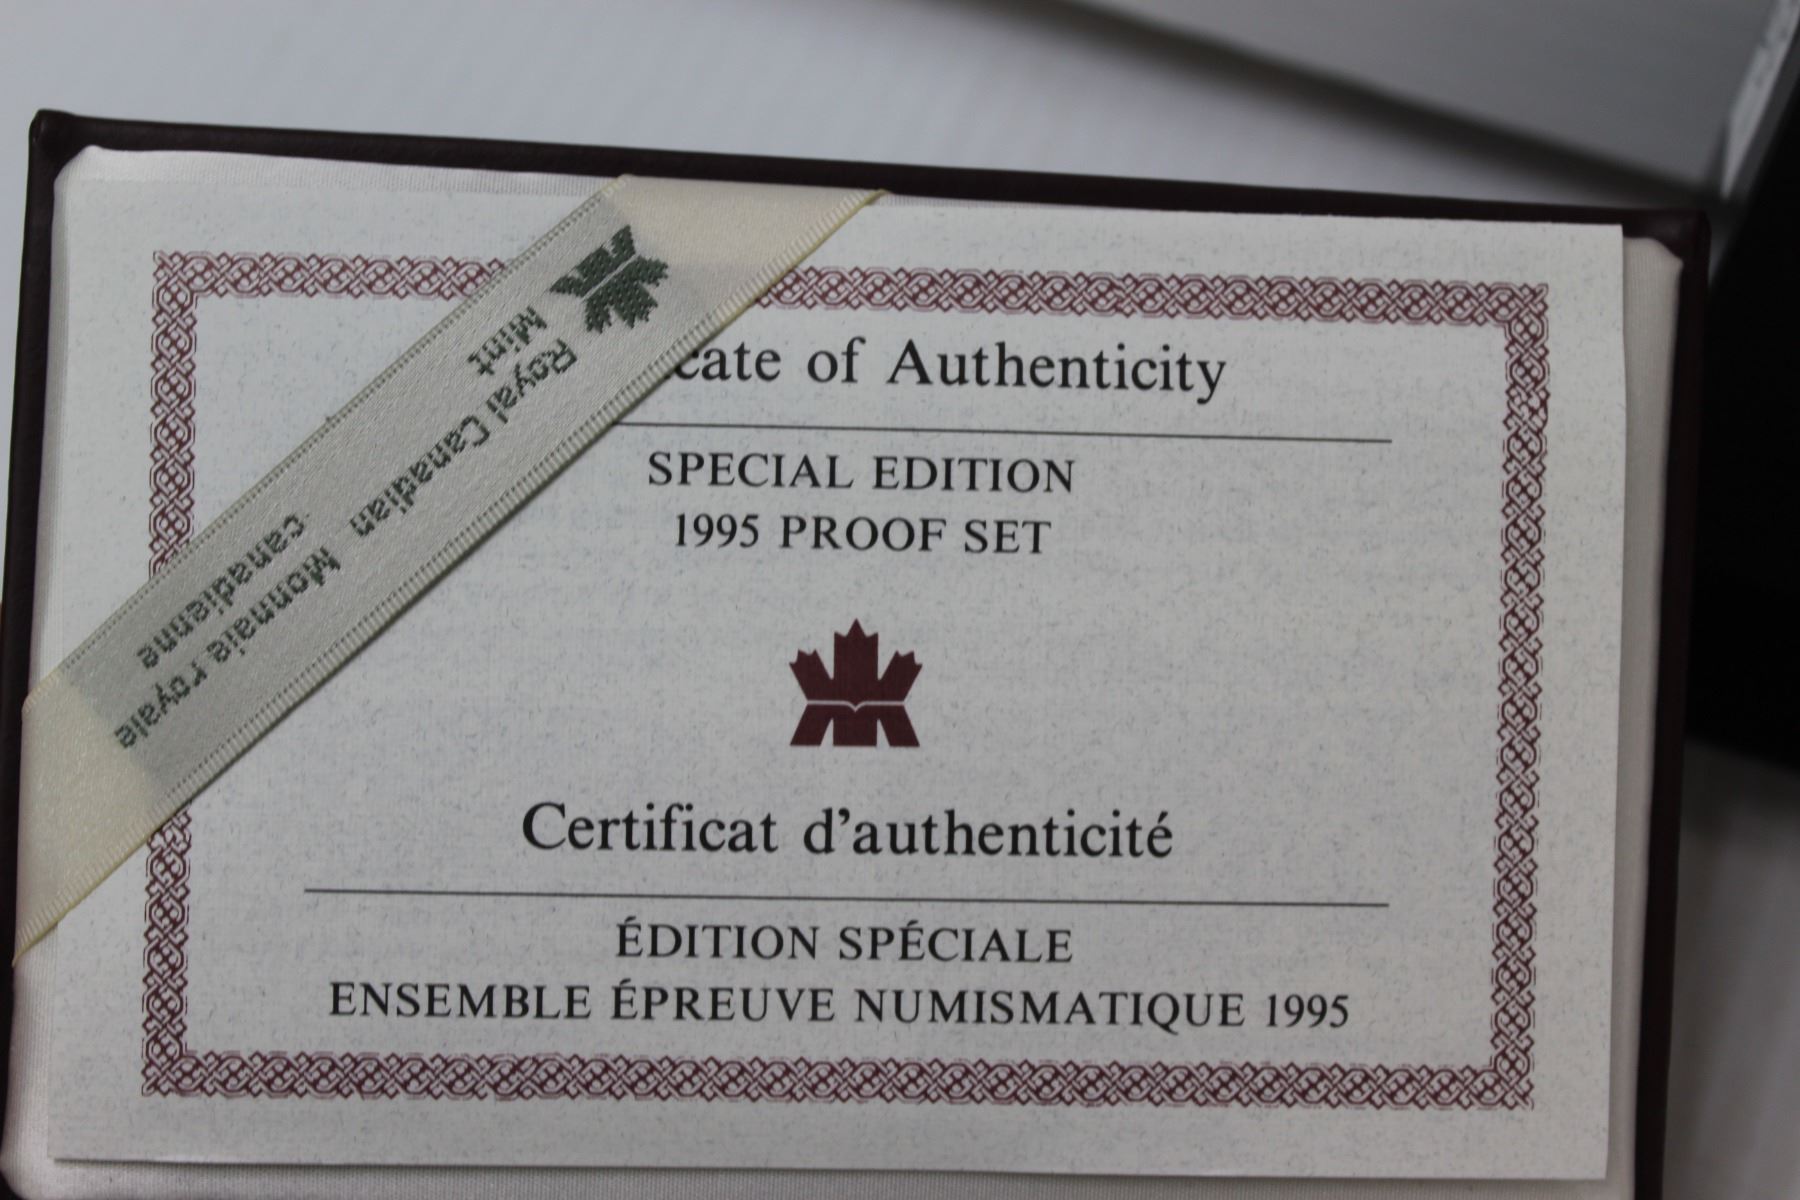 Royal Canadian
Mint
Monnaie royale
canadienne
cate of Authenticity
SPECIAL EDITION
1995 PROOF SET
Certificat d'authenticité
ÉDITION SPÉCIALE
ENSEMBLE ÉPREUVE NUMISMATIQUE 1995